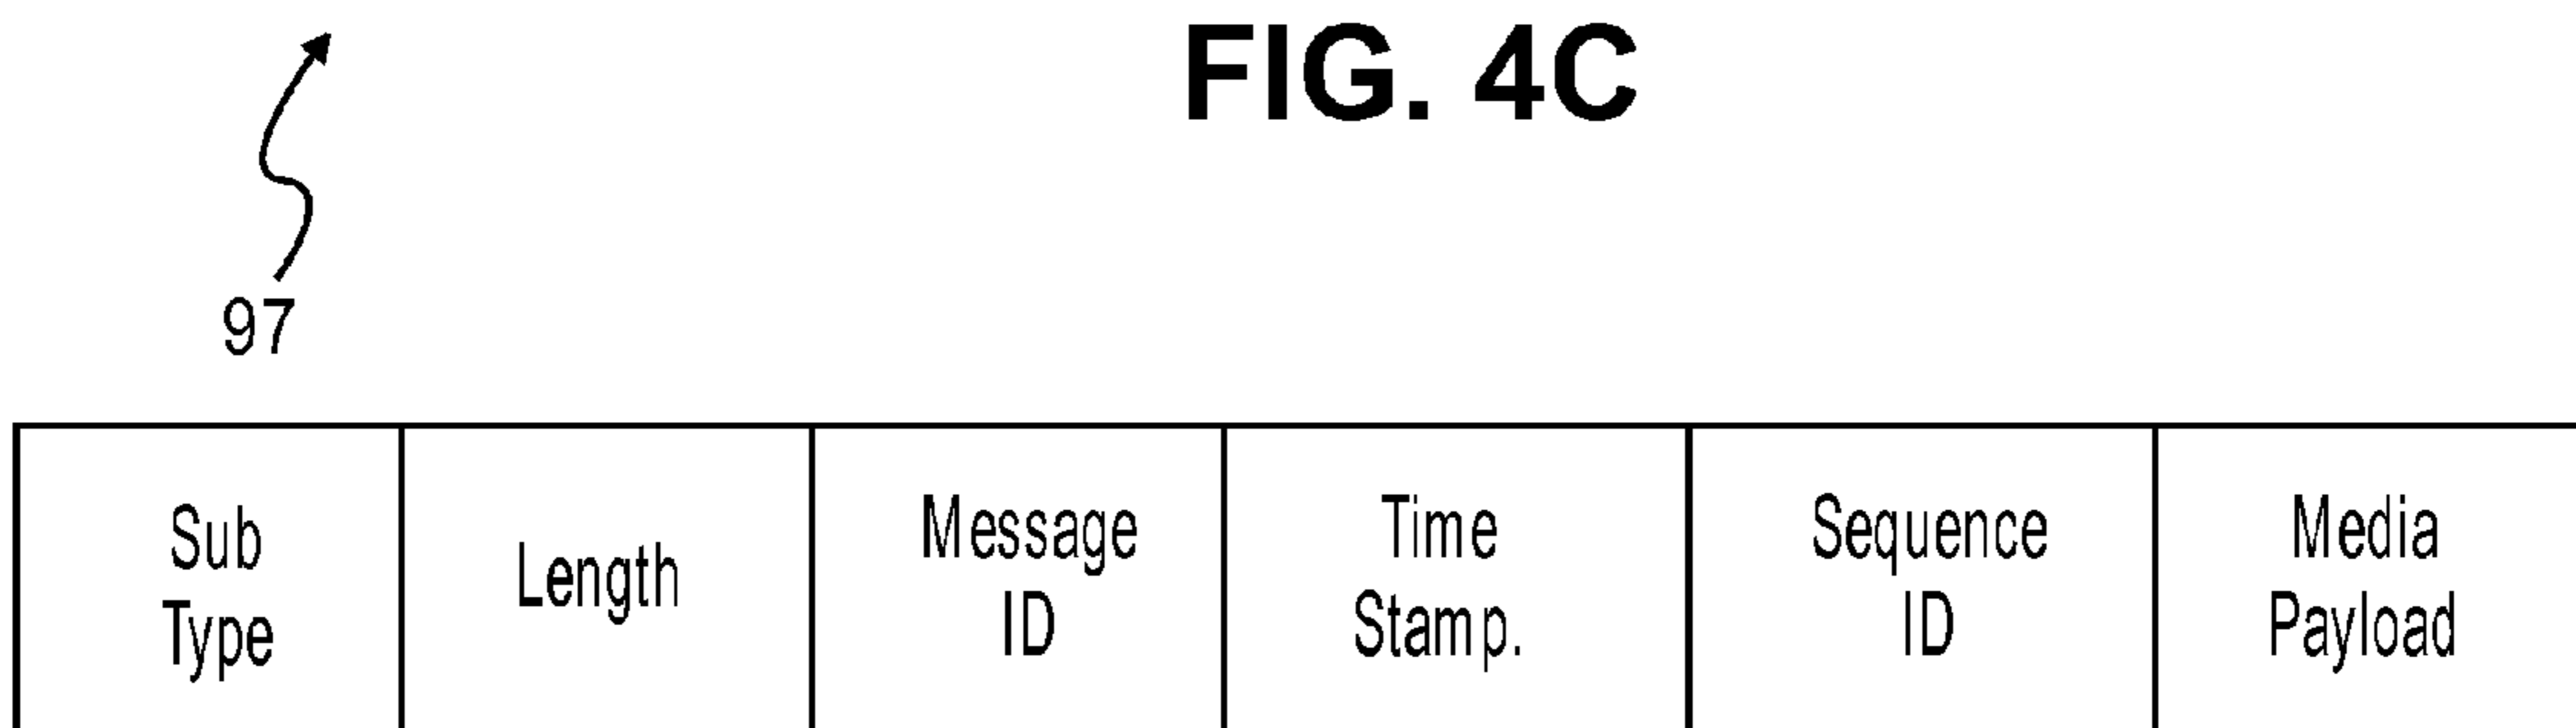 FIG. 4C
97
Sub
Type
Length
Message
ID
Time
Stamp.
Sequence
ID
Media
Payload